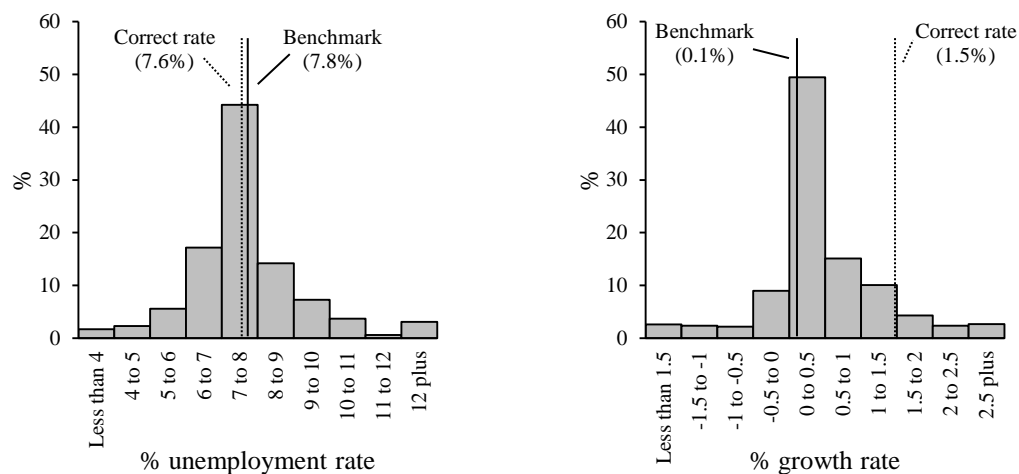 60
50
40
30
20
10
0
%
Correct rate
(7.6%)
Benchmark
(7.8%)
Less than 4
4 to 5
5 to 6
6 to 7
7 to 8
8 to 9
9 to 10
10 to 11
11 to 12
12 plus
% unemployment rate
60
50
40
30
20
10
0
%
Benchmark
(0.1%)
Correct rate
(1.5%)
Less than 1.5
-1.5 to -1
-1 to -0.5
-0.5 to 0
0 to 0.5
0.5 to 1
1 to 1.5
1.5 to 2
2 to 2.5
2.5 plus
% growth rate